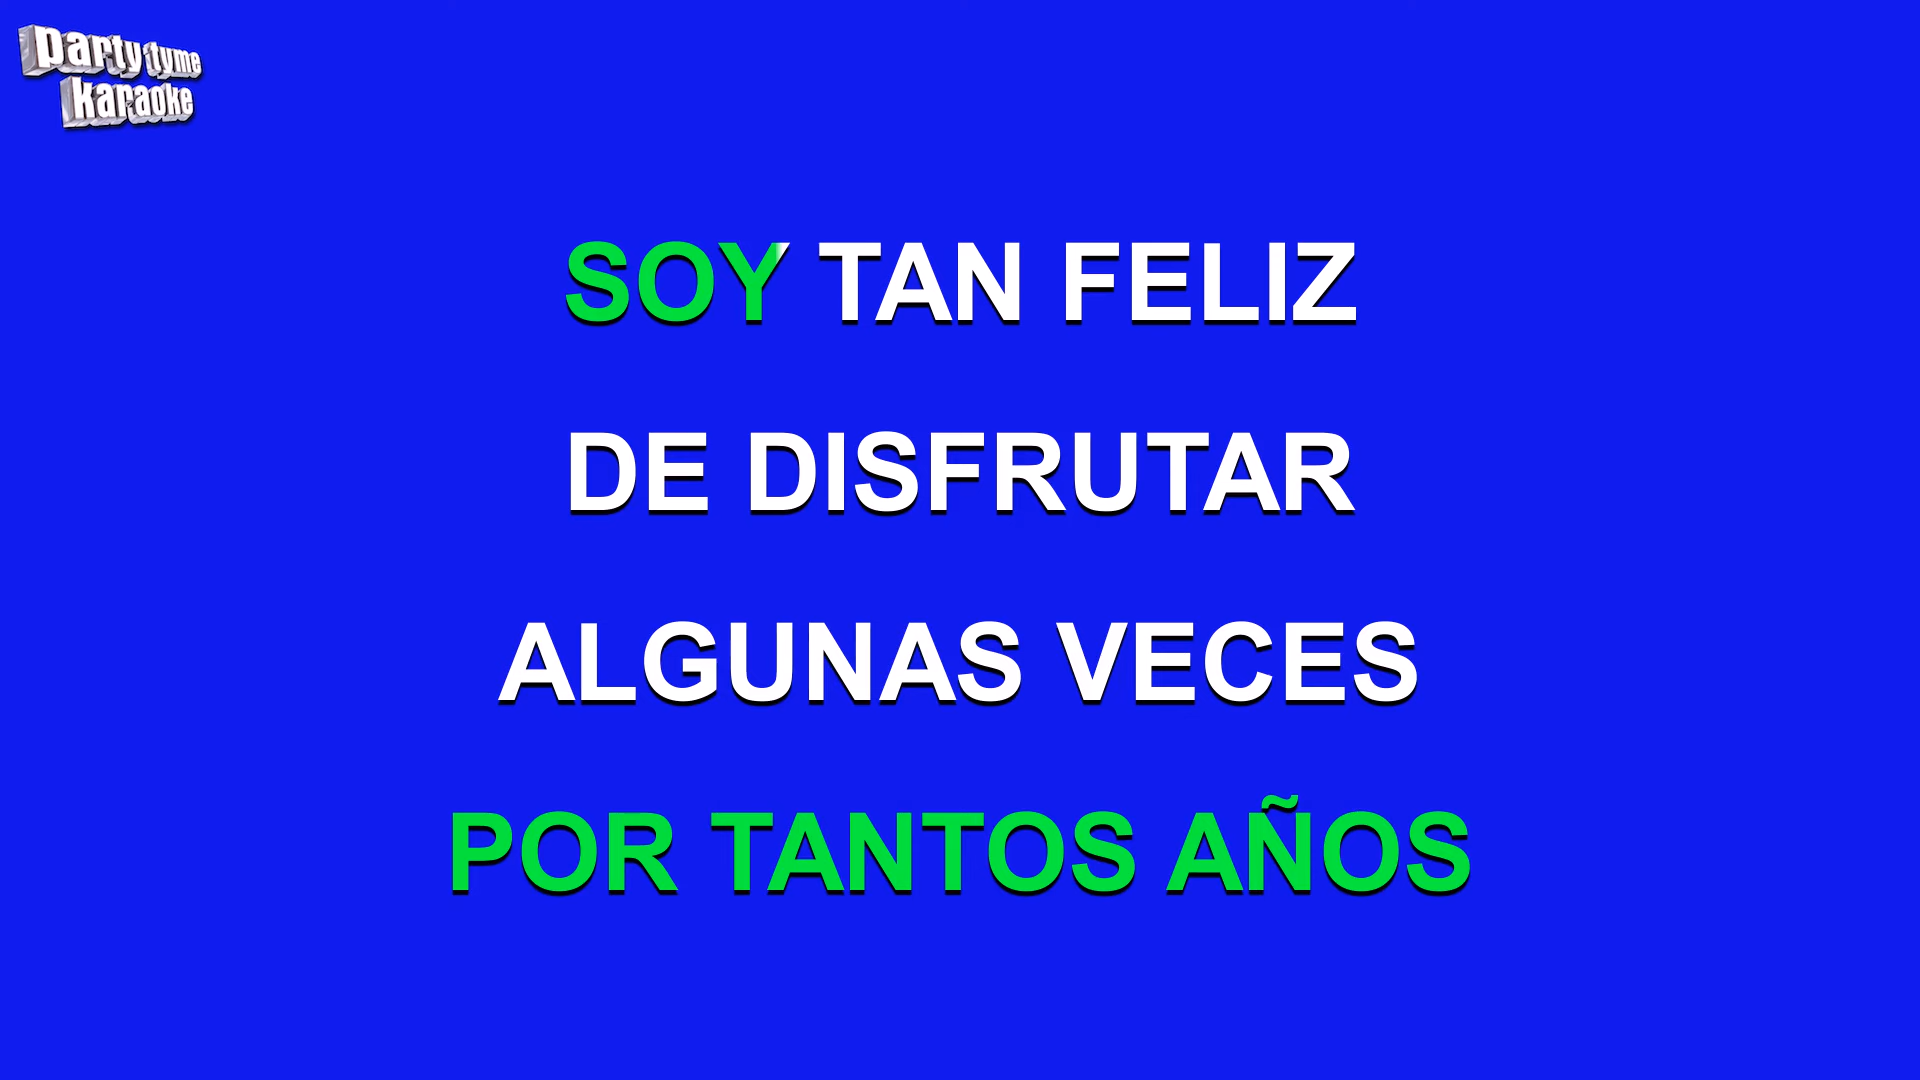 party tyme
karaoke
SOY TAN FELIZ
DE DISFRUTAR
ALGUNAS VECES
POR TANTOS AÑOS